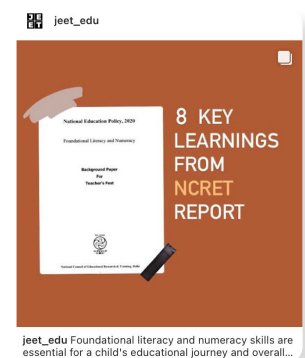 JE
ET
jeet_edu
National Education Policy, 2020
Foundational Literacy and Numeracy
Background Paper
For
Teacher's Fest
National Council of Educational Research & Training, Delhi
8 KEY
LEARNINGS
FROM
NCRET
REPORT
jeet_edu Foundational literacy and numeracy skills are
essential for a child's educational journey and overall...